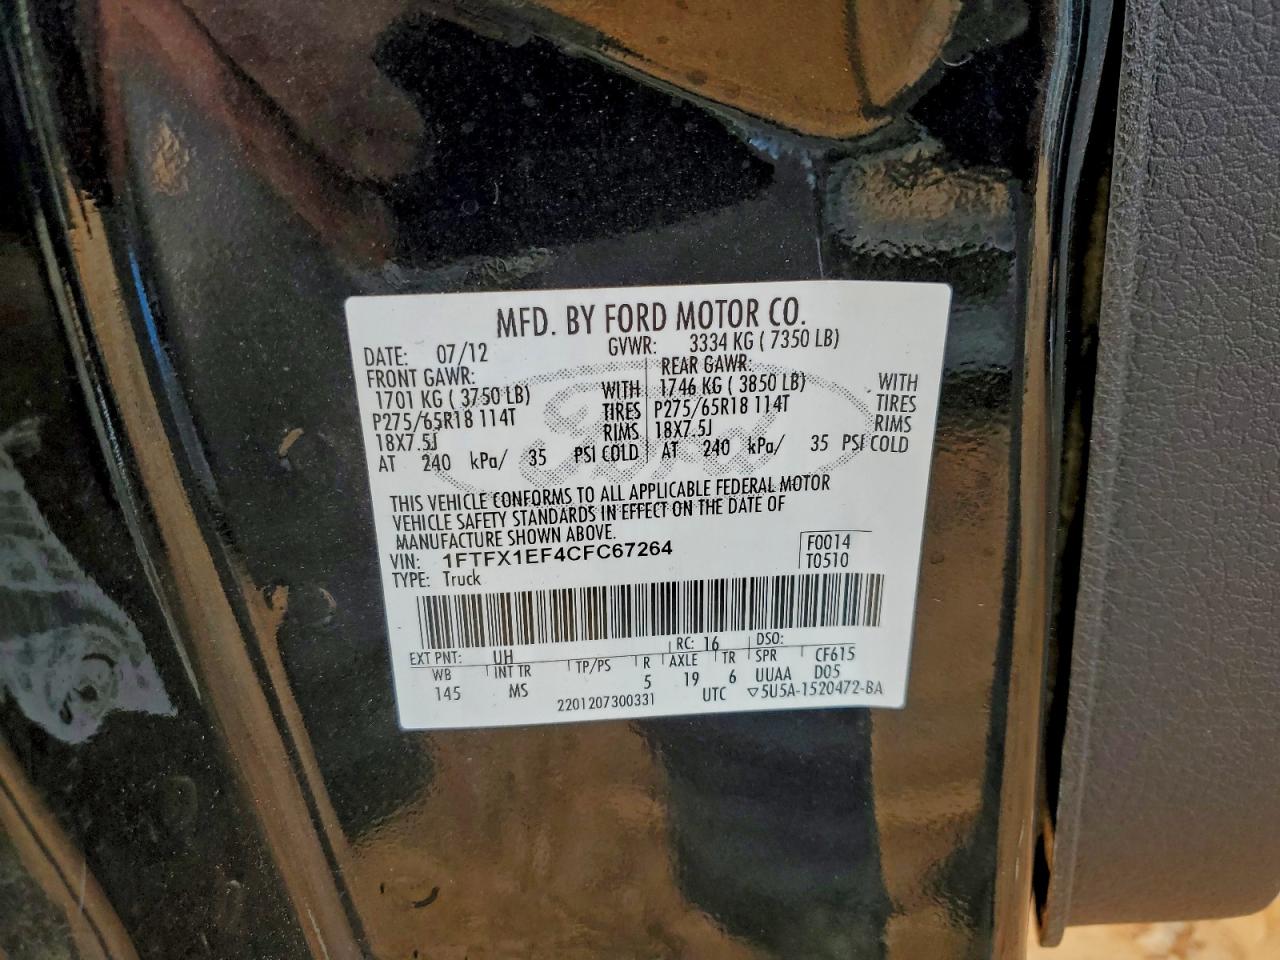 MFD. BY FORD MOTOR CO.
DATE: 07/12 GVWR: 3334 KG ( 7350 LB)
FRONT GAWR: REAR GAWR:
1701 KG ( 3750 LB) WITH 1746 KG ( 3850 LB) WITH
P275/65R18 114T TIRES P275/65R18 114T TIRES
18X7.5J RIMS 18X7.5J RIMS
AT 240 kPa/ 35 PSI COLD AT 240 kPa/ 35 PSI COLD
THIS VEHICLE CONFORMS TO ALL APPLICABLE FEDERAL MOTOR
VEHICLE SAFETY STANDARDS IN EFFECT ON THE DATE OF
MANUFACTURE SHOWN ABOVE.
VIN: 1FTFX1EF4CFC67264 F0014
TYPE: Truck T0510
EXT PNT: UH RC: 16 DSO:
WB INT TR TP/PS R AXLE TR SPR CF615
145 MS 5 19 6 UUAA D05
2201207300331 UTC ▽5U5A-1520472-BA